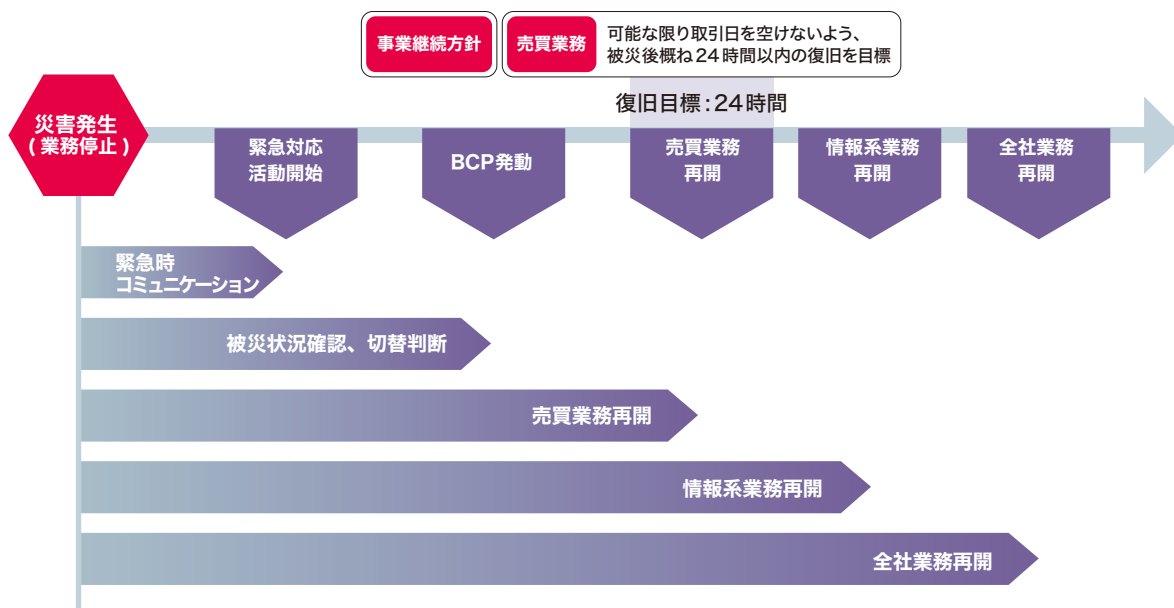 事業継続方針
売買業務
可能な限り取引日を空けないよう、
被災後概ね24時間以内の復旧を目標
復旧目標：24時間
災害発生
(業務停止)
緊急対応
活動開始
BCP発動
売買業務
再開
情報系業務
再開
全社業務
再開
緊急時
コミュニケーション
被災状況確認、切替判断
売買業務再開
情報系業務再開
全社業務再開